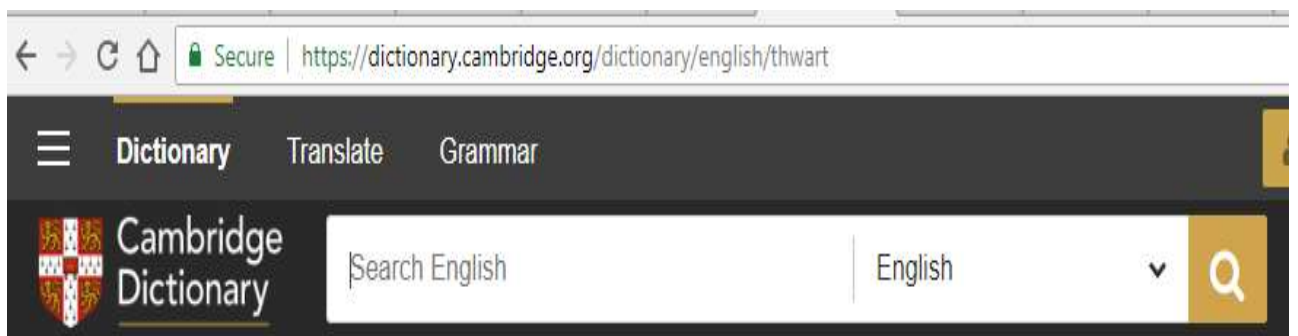 Secure https://dictionary.cambridge.org/dictionary/english/thwart
Dictionary Translate Grammar
Cambridge
Dictionary
Search English English